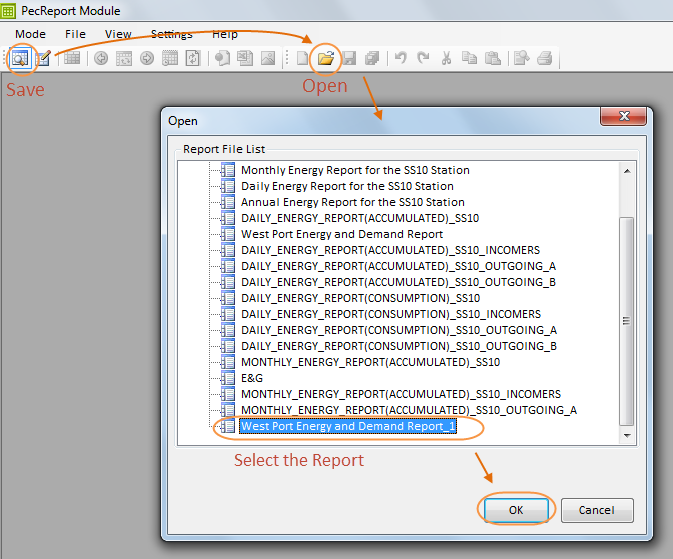 PecReport Module
Mode File View Settings Help
Save
Open
Open
Report File List
Monthly Energy Report for the SS10 Station
Daily Energy Report for the SS10 Station
Annual Energy Report for the SS10 Station
DAILY_ENERGY_REPORT(ACCUMULATED)_SS10
West Port Energy and Demand Report
DAILY_ENERGY_REPORT(ACCUMULATED)_SS10_INCOMERS
DAILY_ENERGY_REPORT(ACCUMULATED)_SS10_OUTGOING_A
DAILY_ENERGY_REPORT(ACCUMULATED)_SS10_OUTGOING_B
DAILY_ENERGY_REPORT(CONSUMPTION)_SS10
DAILY_ENERGY_REPORT(CONSUMPTION)_SS10_INCOMERS
DAILY_ENERGY_REPORT(CONSUMPTION)_SS10_OUTGOING_A
DAILY_ENERGY_REPORT(CONSUMPTION)_SS10_OUTGOING_B
MONTHLY_ENERGY_REPORT(ACCUMULATED)_SS10
E&G
MONTHLY_ENERGY_REPORT(ACCUMULATED)_SS10_INCOMERS
MONTHLY_ENERGY_REPORT(ACCUMULATED)_SS10_OUTGOING_A
West Port Energy and Demand Report_1
Select the Report
OK Cancel